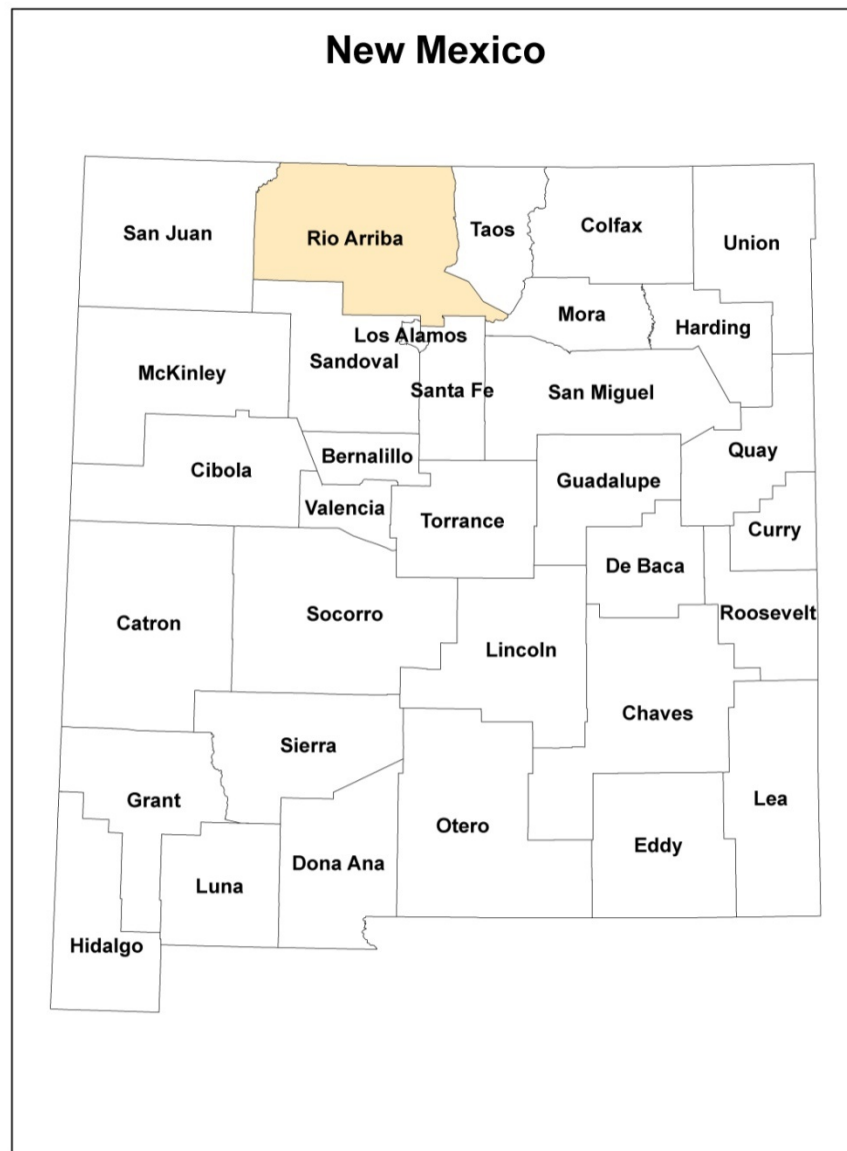 New Mexico
San Juan
Rio Arriba
Taos
Colfax
Union
Mora
Harding
Los Alamos
Sandoval
McKinley
Santa Fe
San Miguel
Quay
Bernalillo
Cibola
Guadalupe
Valencia
Torrance
Curry
De Baca
Roosevelt
Catron
Socorro
Lincoln
Chaves
Sierra
Grant
Lea
Otero
Eddy
Dona Ana
Luna
Hidalgo